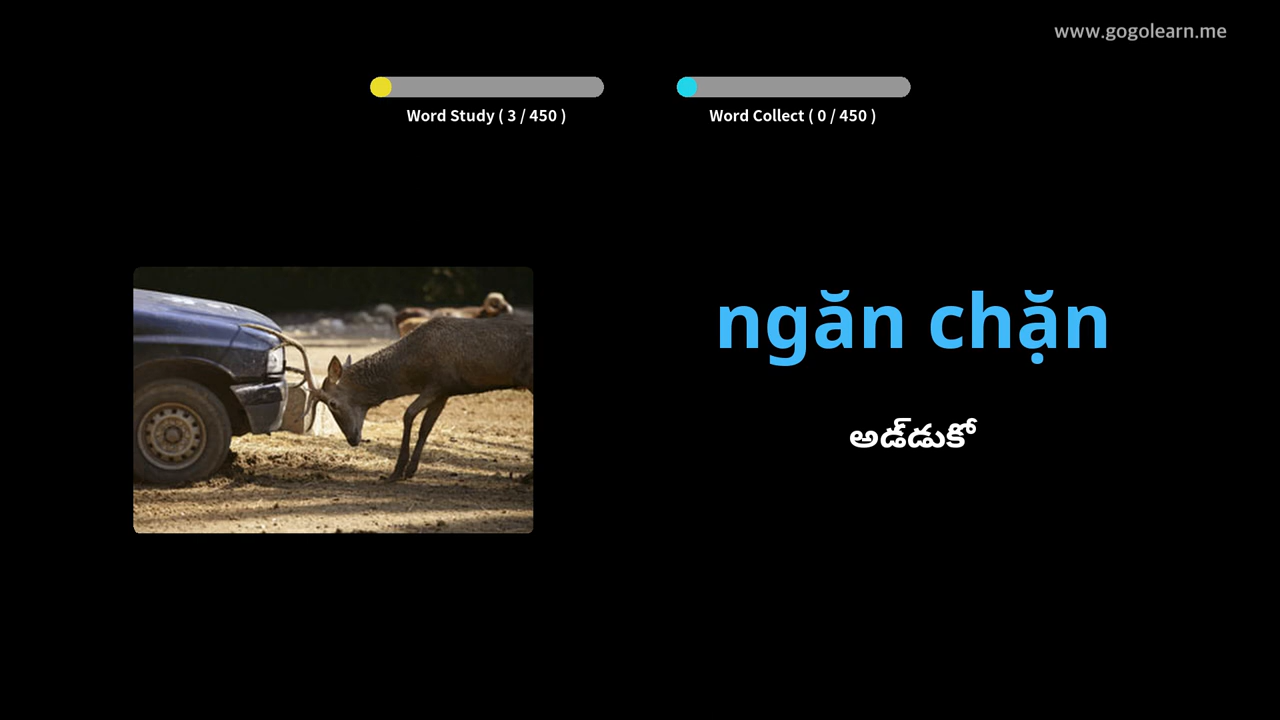 www.gogolearn.me
Word Study ( 3 / 450 )
Word Collect ( 0 / 450 )
ngăn chặn
అడ్‌డుకో